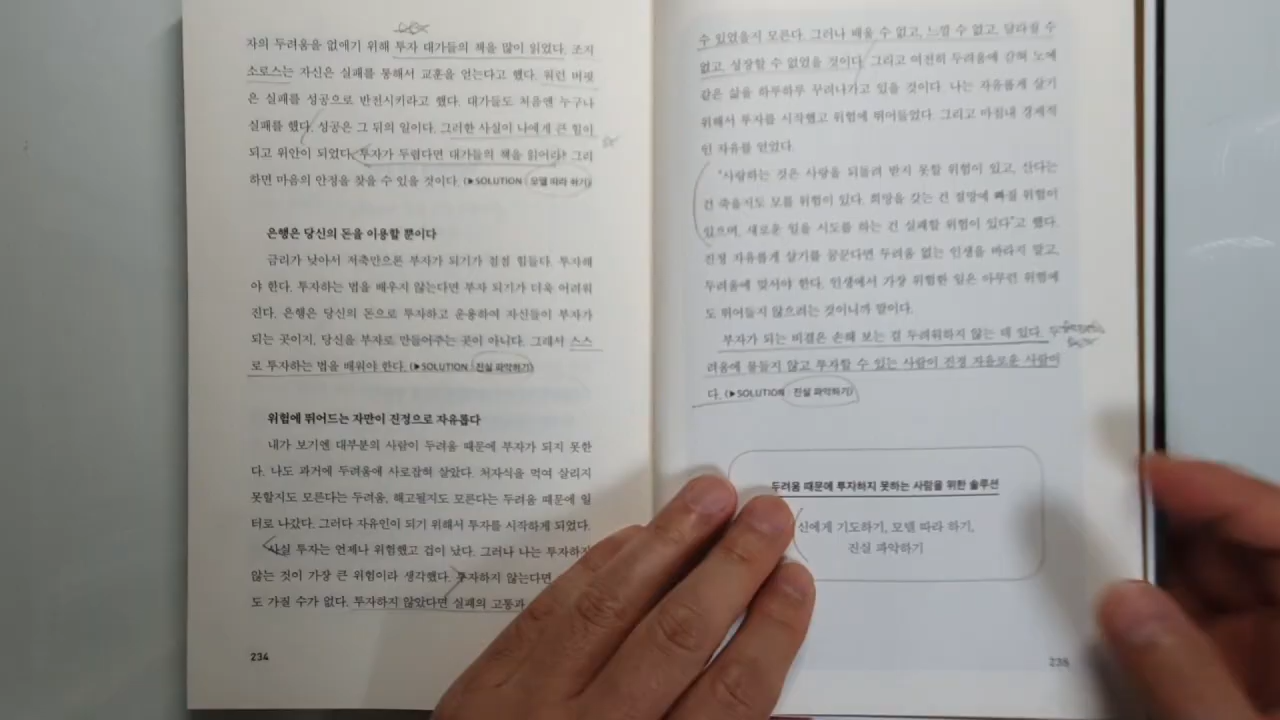 자의 두려움을 없애기 위해 투자 대가들의 책을 많이 읽었다. 조지
소로스는 자신은 실패를 통해서 교훈을 얻는다고 했다. 워런 버핏
은 실패를 성공으로 반전시키라고 했다. 대가들도 처음엔 누구나
실패를 했다. 성공은 그 뒤의 일이다. 그러한 사실이 나에게 큰 힘이
되고 위안이 되었다. 투자가 두렵다면 대가들의 책을 읽어라! 그리
하면 마음의 안정을 찾을 수 있을 것이다. (▶SOLUTION : 모델 따라 하기)
은행은 당신의 돈을 이용할 뿐이다
금리가 낮아서 저축만으론 부자가 되기가 점점 힘들다. 투자해
야 한다. 투자하는 법을 배우지 않는다면 부자 되기가 더욱 어려워
진다. 은행은 당신의 돈으로 투자하고 운용하여 자신들이 부자가
되는 곳이지, 당신을 부자로 만들어주는 곳이 아니다. 그래서 스스
로 투자하는 법을 배워야 한다. (▶SOLUTION : 진실 파악하기)
위험에 뛰어드는 자만이 진정으로 자유롭다
내가 보기엔 대부분의 사람이 두려움 때문에 부자가 되지 못한
다. 나도 과거에 두려움에 사로잡혀 살았다. 처자식을 먹여 살리지
못할지도 모른다는 두려움, 해고될지도 모른다는 두려움 때문에 일
터로 나갔다. 그러다 자유인이 되기 위해서 투자를 시작하게 되었다.
사실 투자는 언제나 위험했고 겁이 났다. 그러나 나는 투자하지
않는 것이 가장 큰 위험이라 생각했다. 투자하지 않는다면
도 가질 수가 없다. 투자하지 않았다면 실패의 고통과
234
수 있었을지 모른다. 그러나 배울 수 없고, 느낄 수 없고, 달라질 수
없고, 성장할 수 없었을 것이다. 그리고 여전히 두려움에 갇혀 노예
같은 삶을 하루하루 꾸려나가고 있을 것이다. 나는 자유롭게 살기
위해서 투자를 시작했고 위험에 뛰어들었다. 그리고 마침내 경제적
인 자유를 얻었다.
"사랑하는 것은 사랑을 되돌려 받지 못할 위험이 있고, 산다는
건 죽을지도 모를 위험이 있다. 희망을 갖는 건 절망에 빠질 위험이
있으며, 새로운 일을 시도를 하는 건 실패할 위험이 있다"고 했다.
진정 자유롭게 살기를 꿈꾼다면 두려움 없는 인생을 바라지 말고,
두려움에 맞서야 한다. 인생에서 가장 위험한 일은 아무런 위험에
도 뛰어들지 않으려는 것이니까 말이다.
부자가 되는 비결은 손해 보는 걸 두려워하지 않는 데 있다. 두
려움에 물들지 않고 투자할 수 있는 사람이 진정 자유로운 사람이
다. (▶SOLUTION : 진실 파악하기)
두려움 때문에 투자하지 못하는 사람을 위한 솔루션
신에게 기도하기, 모델 따라 하기,
진실 파악하기
235